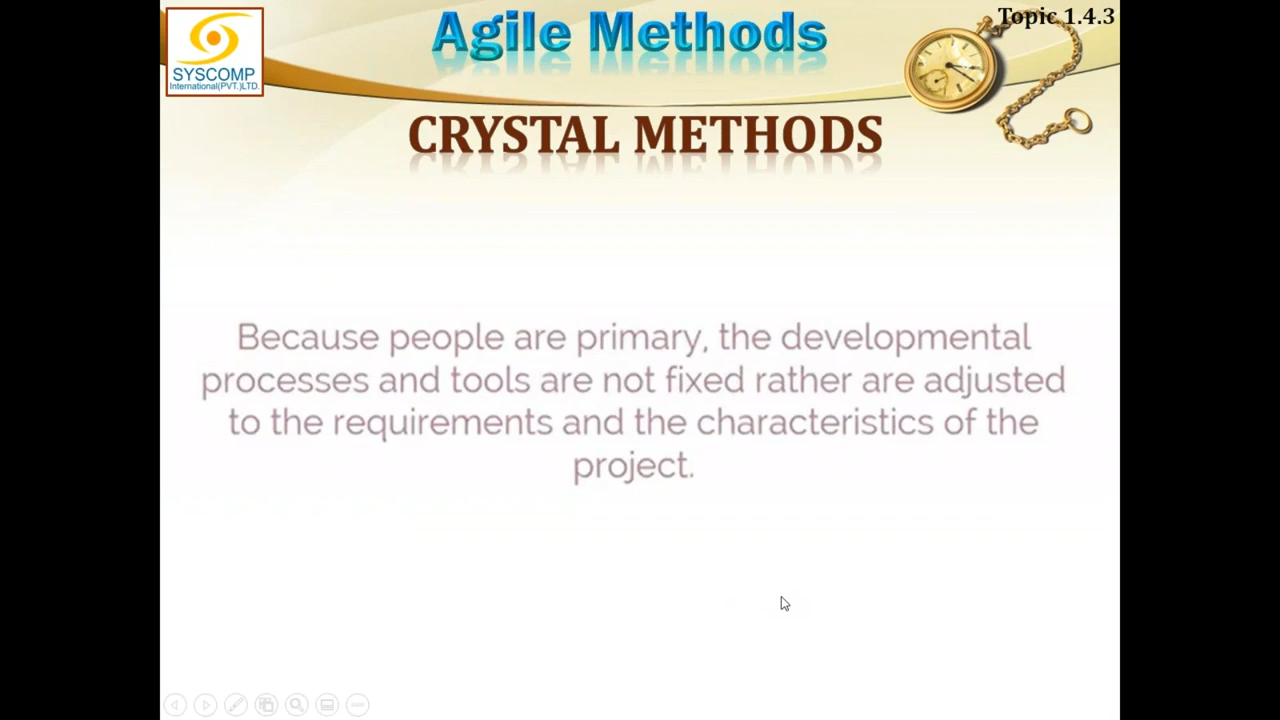 Topic 1.4.3
Agile Methods
SYSCOMP
International(PVT.)LTD.
CRYSTAL METHODS
Because people are primary, the developmental
processes and tools are not fixed rather are adjusted
to the requirements and the characteristics of the
project.